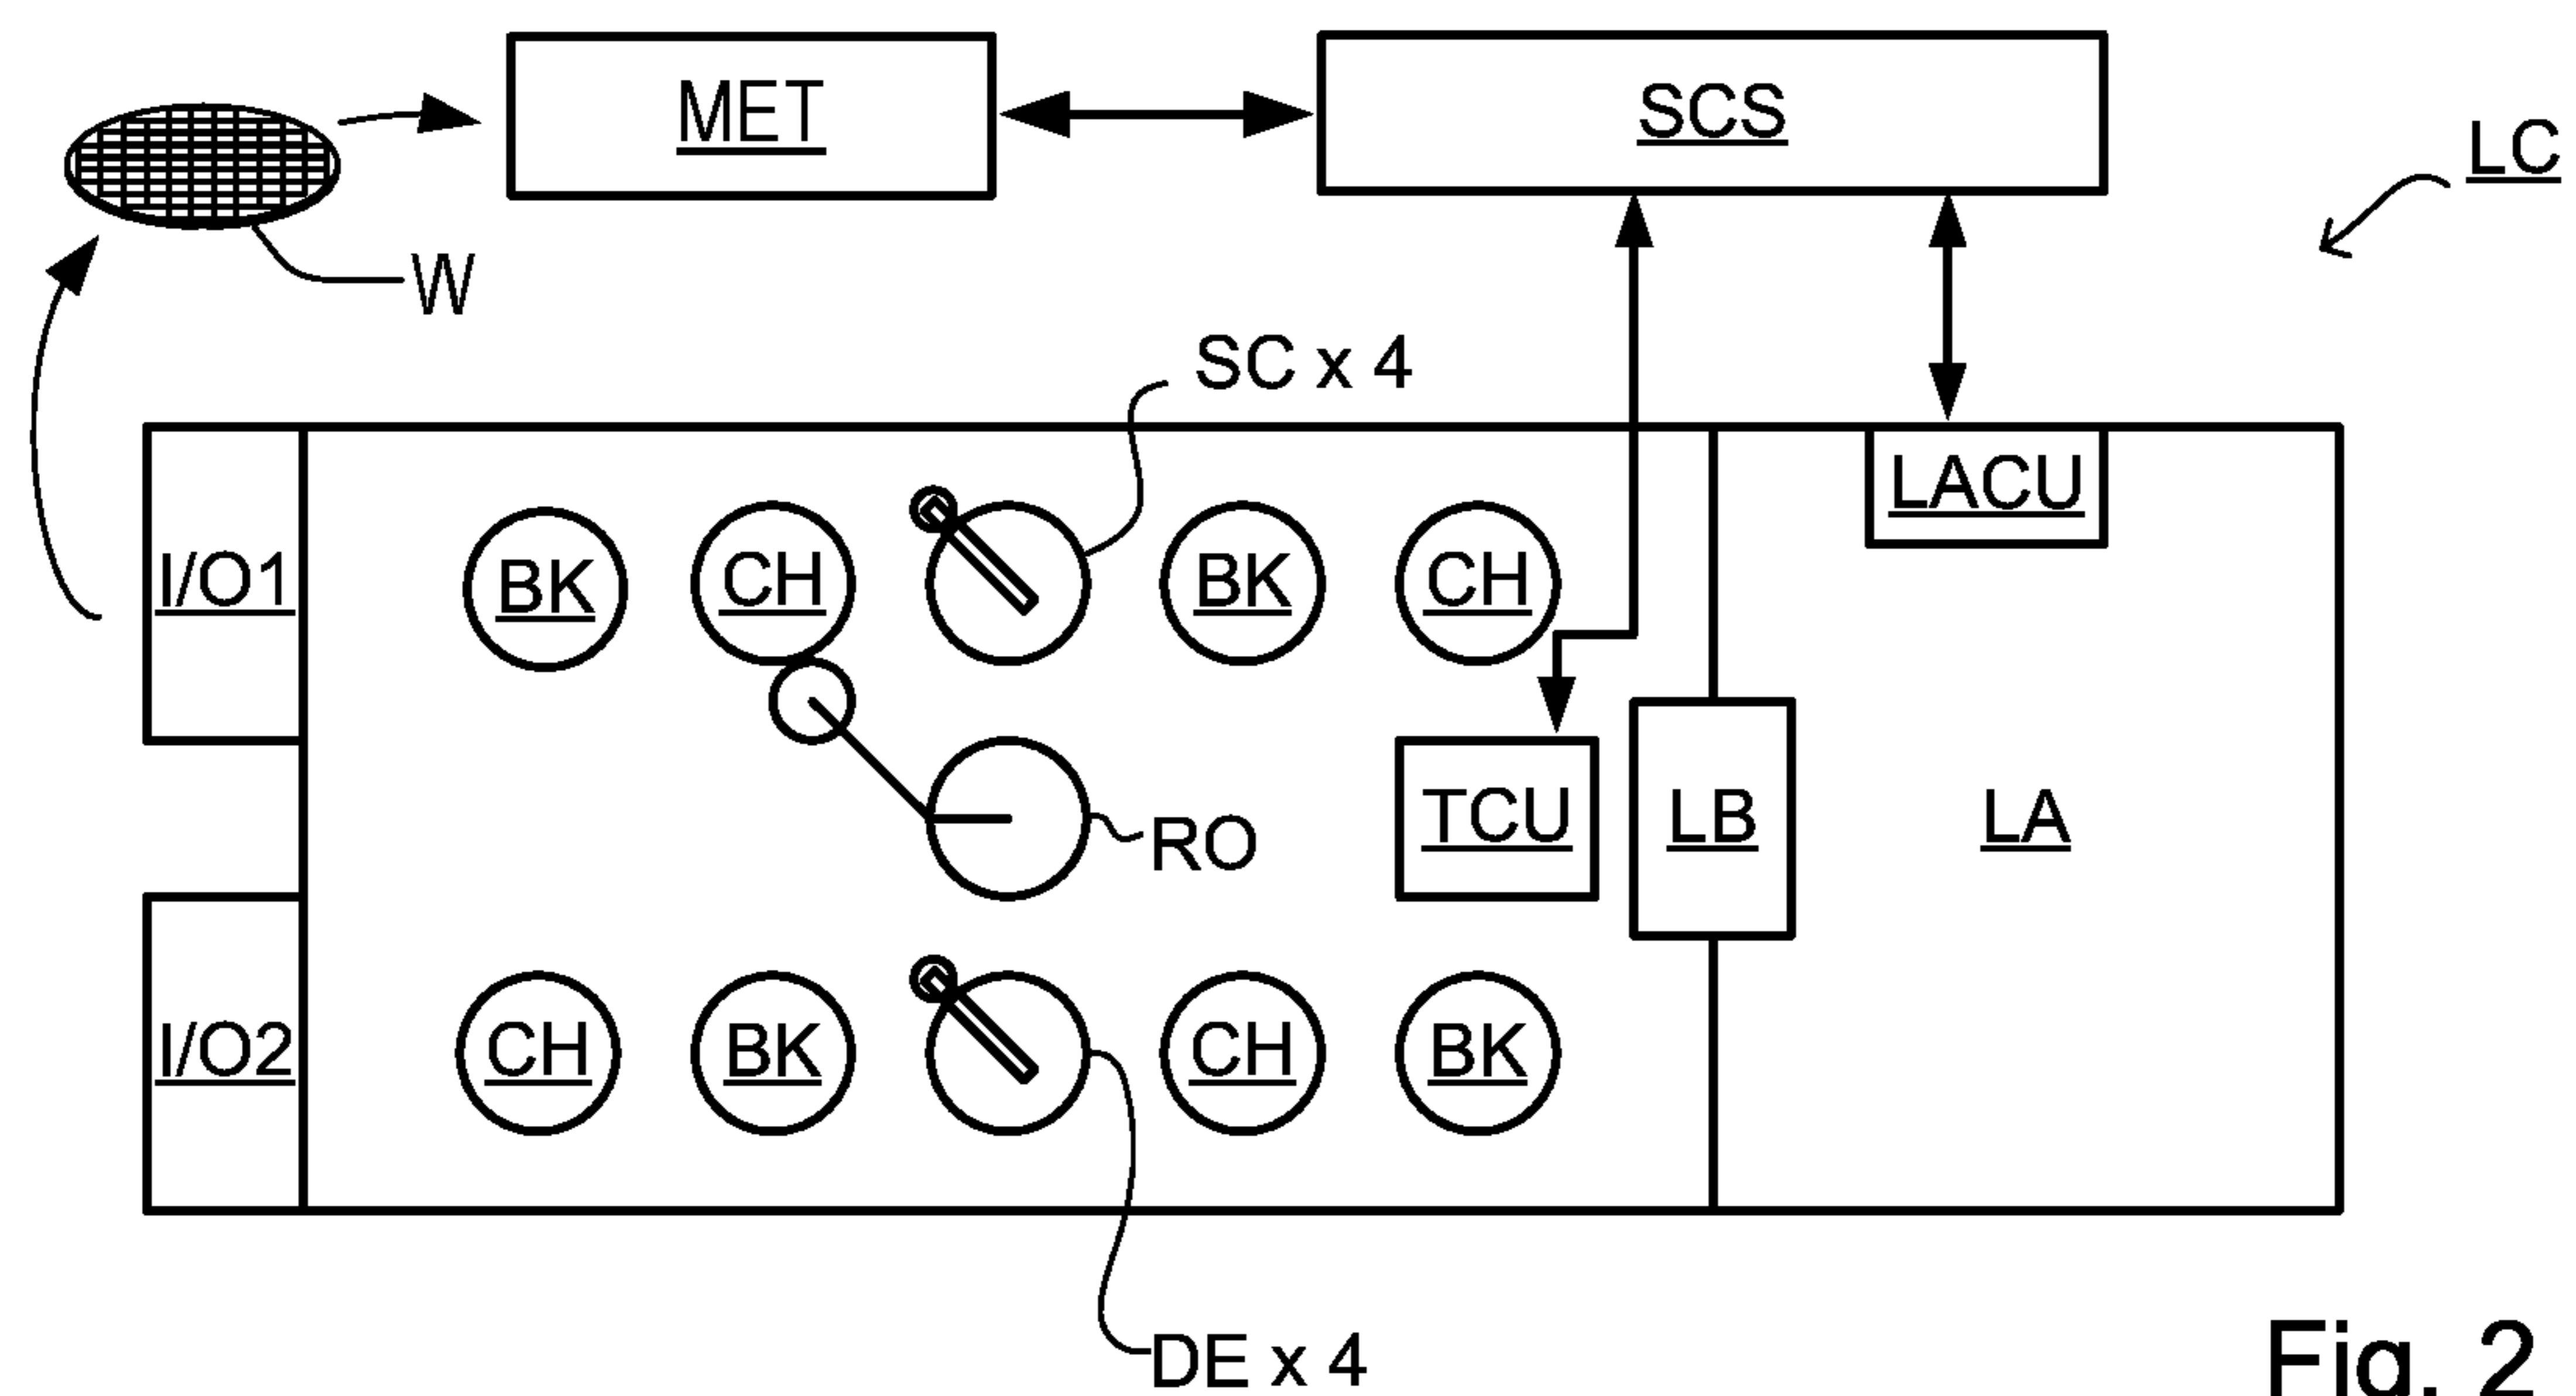 MET
SCS
LC
W
SC x 4
LACU
I/O1
BK
CH
BK
CH
TCU
LB
LA
RO
I/O2
CH
BK
CH
BK
DE x 4
Fig. 2